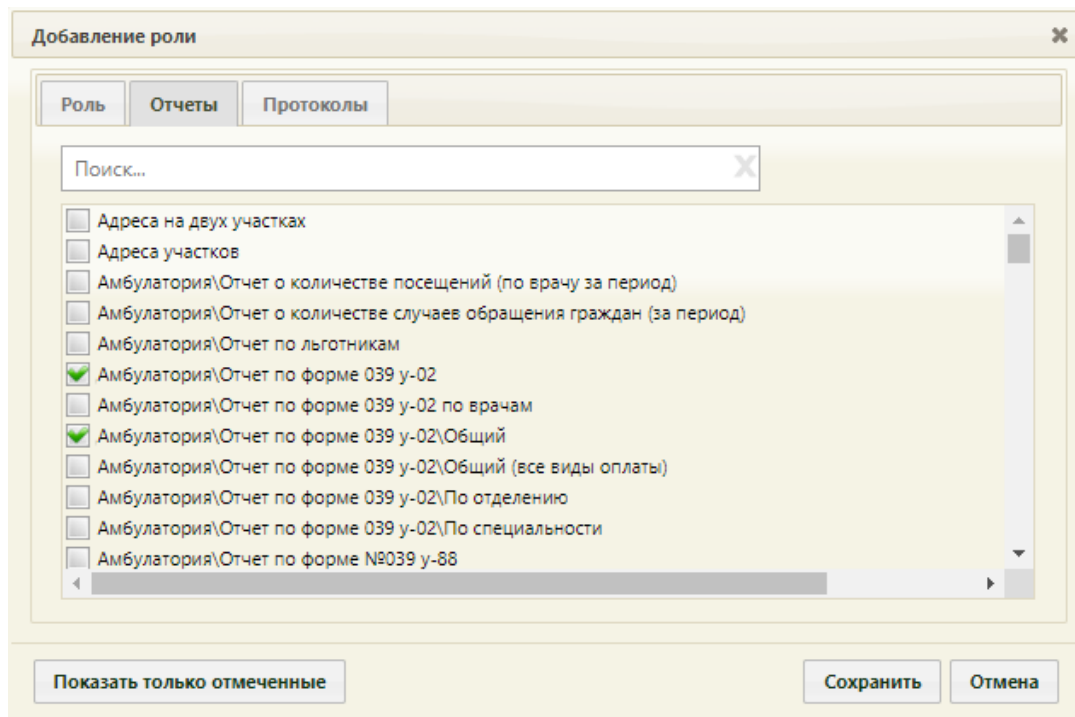 Добавление роли
Роль Отчеты Протоколы
Поиск...
Адреса на двух участках
Адреса участков
Амбулатория\Отчет о количестве посещений (по врачу за период)
Амбулатория\Отчет о количестве случаев обращения граждан (за период)
Амбулатория\Отчет по льготникам
Амбулатория\Отчет по форме 039 у-02
Амбулатория\Отчет по форме 039 у-02 по врачам
Амбулатория\Отчет по форме 039 у-02\Общий
Амбулатория\Отчет по форме 039 у-02\Общий (все виды оплаты)
Амбулатория\Отчет по форме 039 у-02\По отделению
Амбулатория\Отчет по форме 039 у-02\По специальности
Амбулатория\Отчет по форме №039 у-88
Показать только отмеченные Сохранить Отмена